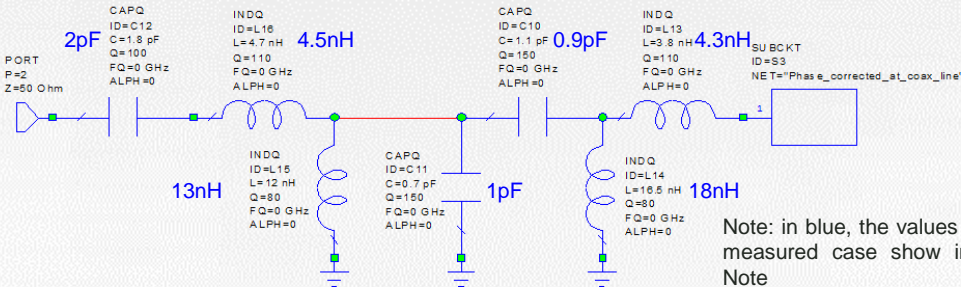 PORT
P=2
Z=50 Ohm
2pF
CAPQ
ID=C12
C=1.8 pF
Q=100
FQ=0 GHz
ALPH=0
INDQ
ID=L16
L=4.7 nH
Q=110
FQ=0 GHz
ALPH=0
4.5nH
CAPQ
ID=C10
C=1.1 pF
Q=150
FQ=0 GHz
ALPH=0
0.9pF
INDQ
ID=L13
L=3.8 nH
Q=110
FQ=0 GHz
ALPH=0
4.3nH
SUBCKT
ID=S3
NET="Phase_corrected_at_coax_line"
1
INDQ
ID=L15
L=12 nH
Q=80
FQ=0 GHz
ALPH=0
13nH
CAPQ
ID=C11
C=0.7 pF
Q=150
FQ=0 GHz
ALPH=0
1pF
INDQ
ID=L14
L=16.5 nH
Q=80
FQ=0 GHz
ALPH=0
18nH
Note: in blue, the values
measured case show i
Note